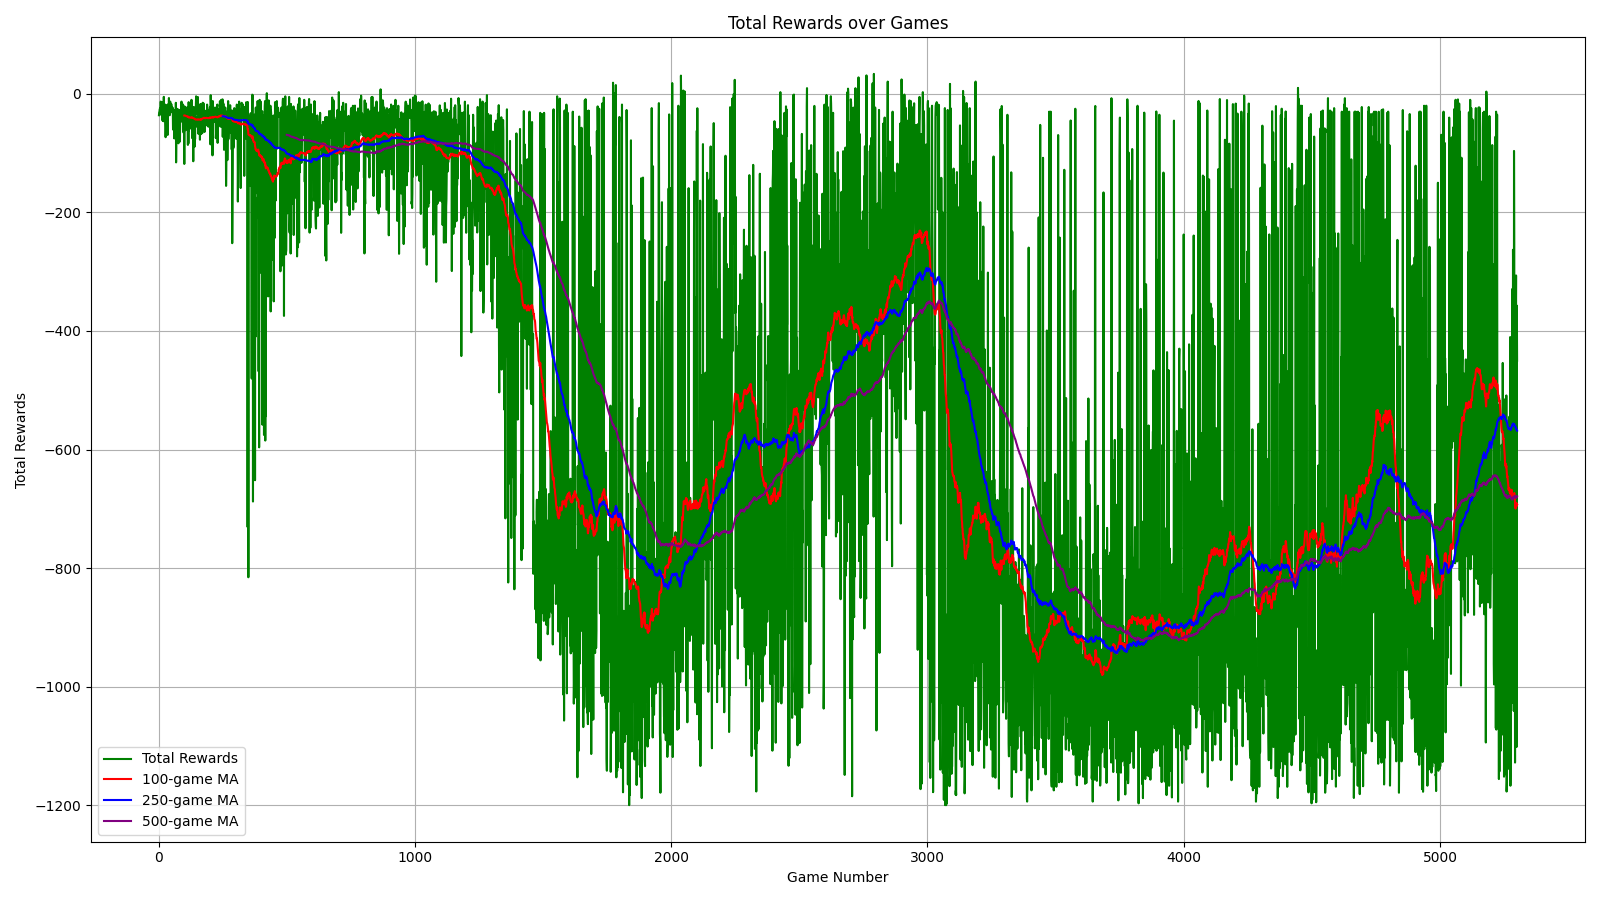 Total Rewards over Games
Total Rewards
0
−200
−400
−600
−800
−1000
−1200
Total Rewards
100-game MA
250-game MA
500-game MA
0
1000
2000
3000
4000
5000
Game Number